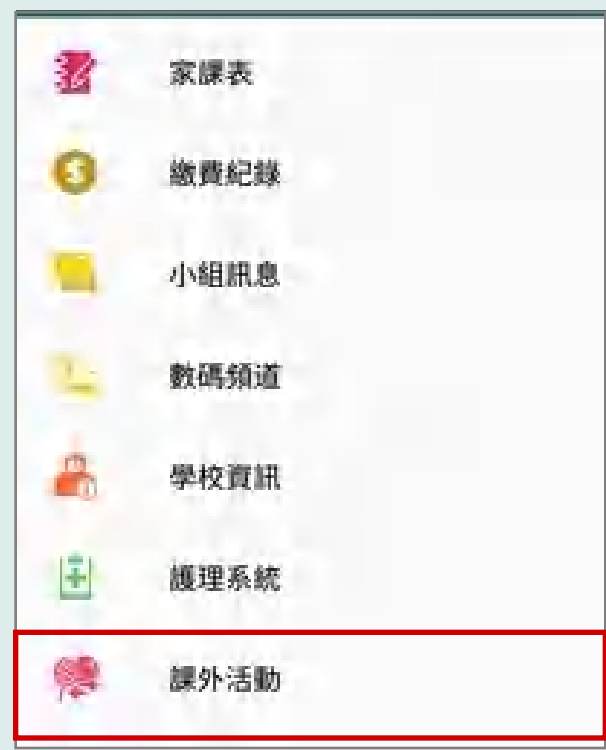 家課表
繳費紀錄
小組訊息
數碼頻道
學校資訊
護理系統
課外活動